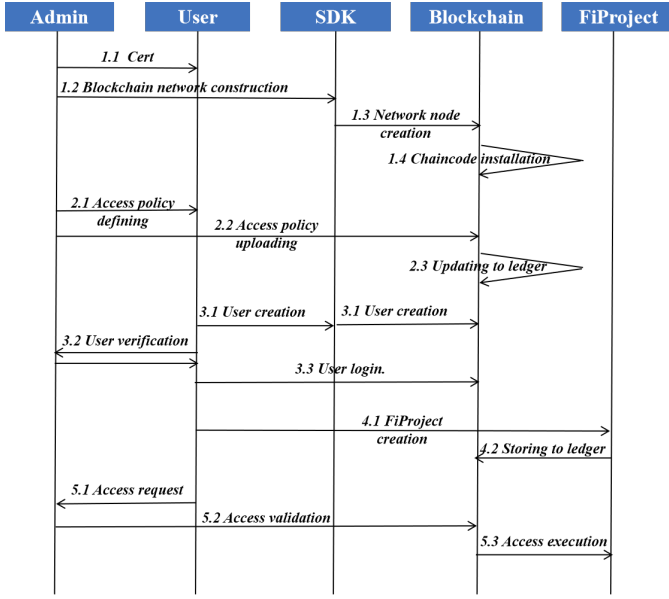 Admin User SDK Blockchain FiProject
1.1 Cert
1.2 Blockchain network construction
1.3 Network node
creation
1.4 Chaincode installation
2.1 Access policy
defining
2.2 Access policy
uploading
2.3 Updating to ledger
3.1 User creation 3.1 User creation
3.2 User verification
3.3 User login.
4.1 FiProject
creation
4.2 Storing to ledger
5.1 Access request
5.2 Access validation
5.3 Access execution